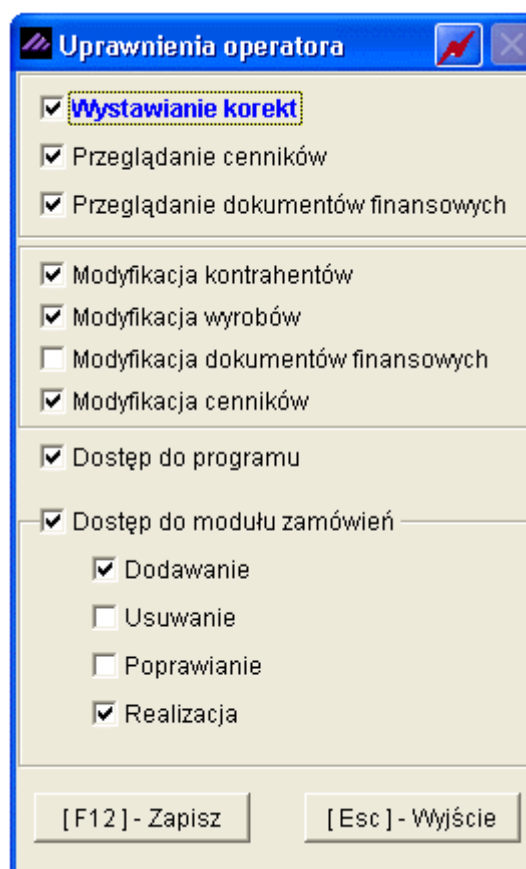 Uprawnienia operatora
Wystawianie korekt
Przeglądanie cenników
Przeglądanie dokumentów finansowych
Modyfikacja kontrahentów
Modyfikacja wyrobów
Modyfikacja dokumentów finansowych
Modyfikacja cenników
Dostęp do programu
Dostęp do modułu zamówień
Dodawanie
Usuwanie
Poprawianie
Realizacja
[ F12 ] - Zapisz [ Esc ] - Wyjście